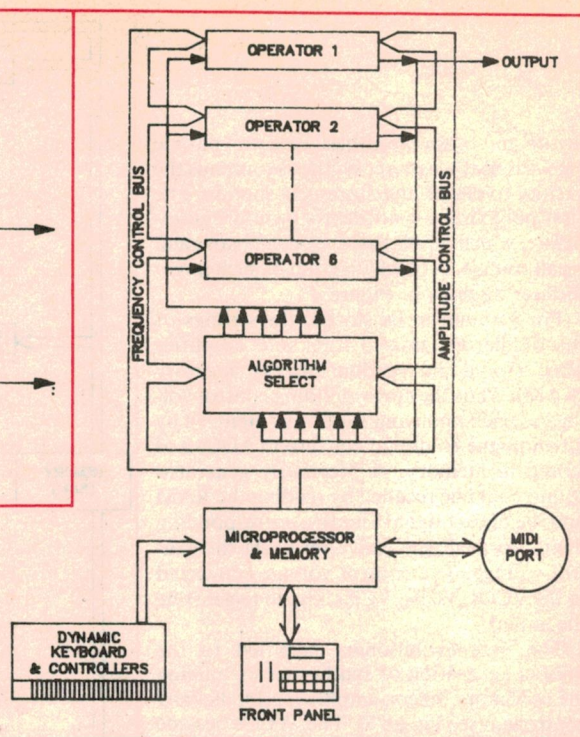 OPERATOR 1
OUTPUT
OPERATOR 2
FREQUENCY CONTROL BUS
AMPLITUDE CONTROL BUS
OPERATOR 6
ALGORITHM
SELECT
MICROPROCESSOR
& MEMORY
MIDI
PORT
DYNAMIC
KEYBOARD
& CONTROLLERS
FRONT PANEL